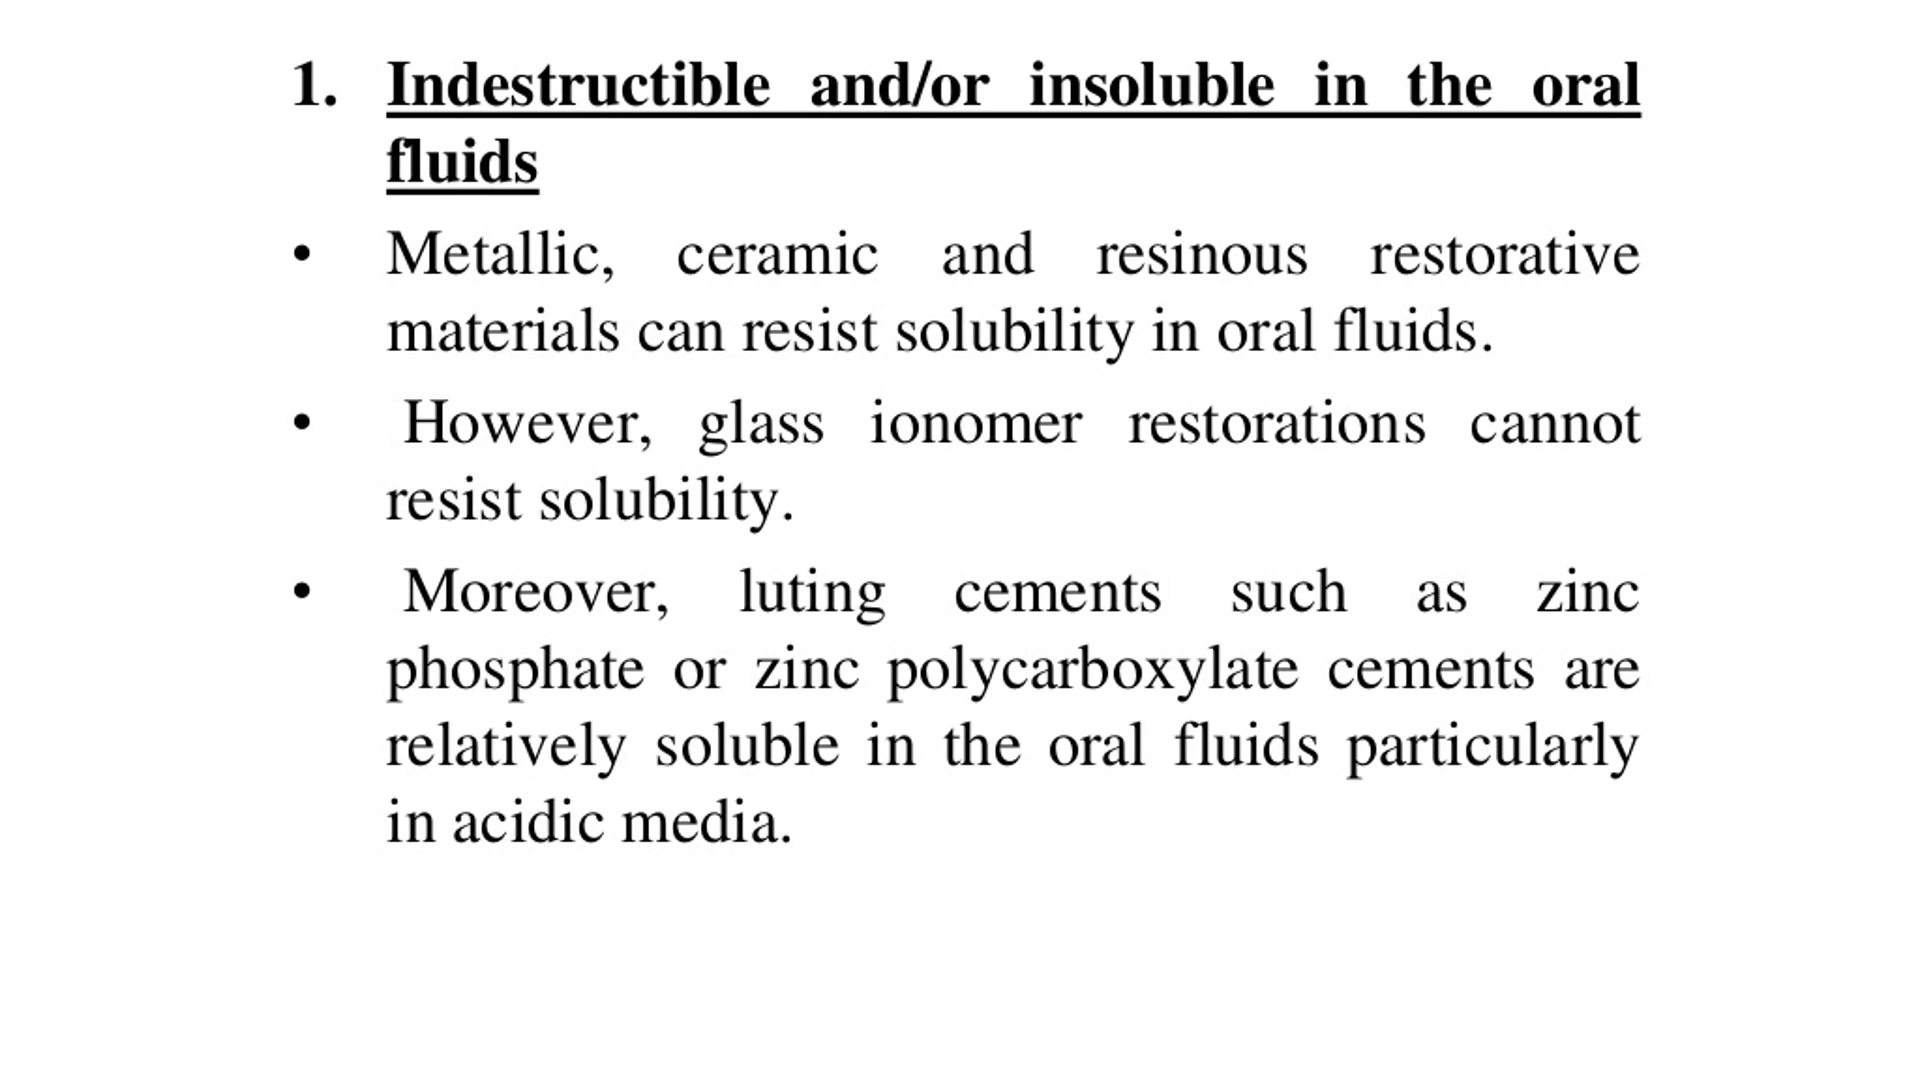 1. Indestructible and/or insoluble in the oral
fluids
• Metallic, ceramic and resinous restorative
materials can resist solubility in oral fluids.
• However, glass ionomer restorations cannot
resist solubility.
• Moreover, luting cements such as zinc
phosphate or zinc polycarboxylate cements are
relatively soluble in the oral fluids particularly
in acidic media.